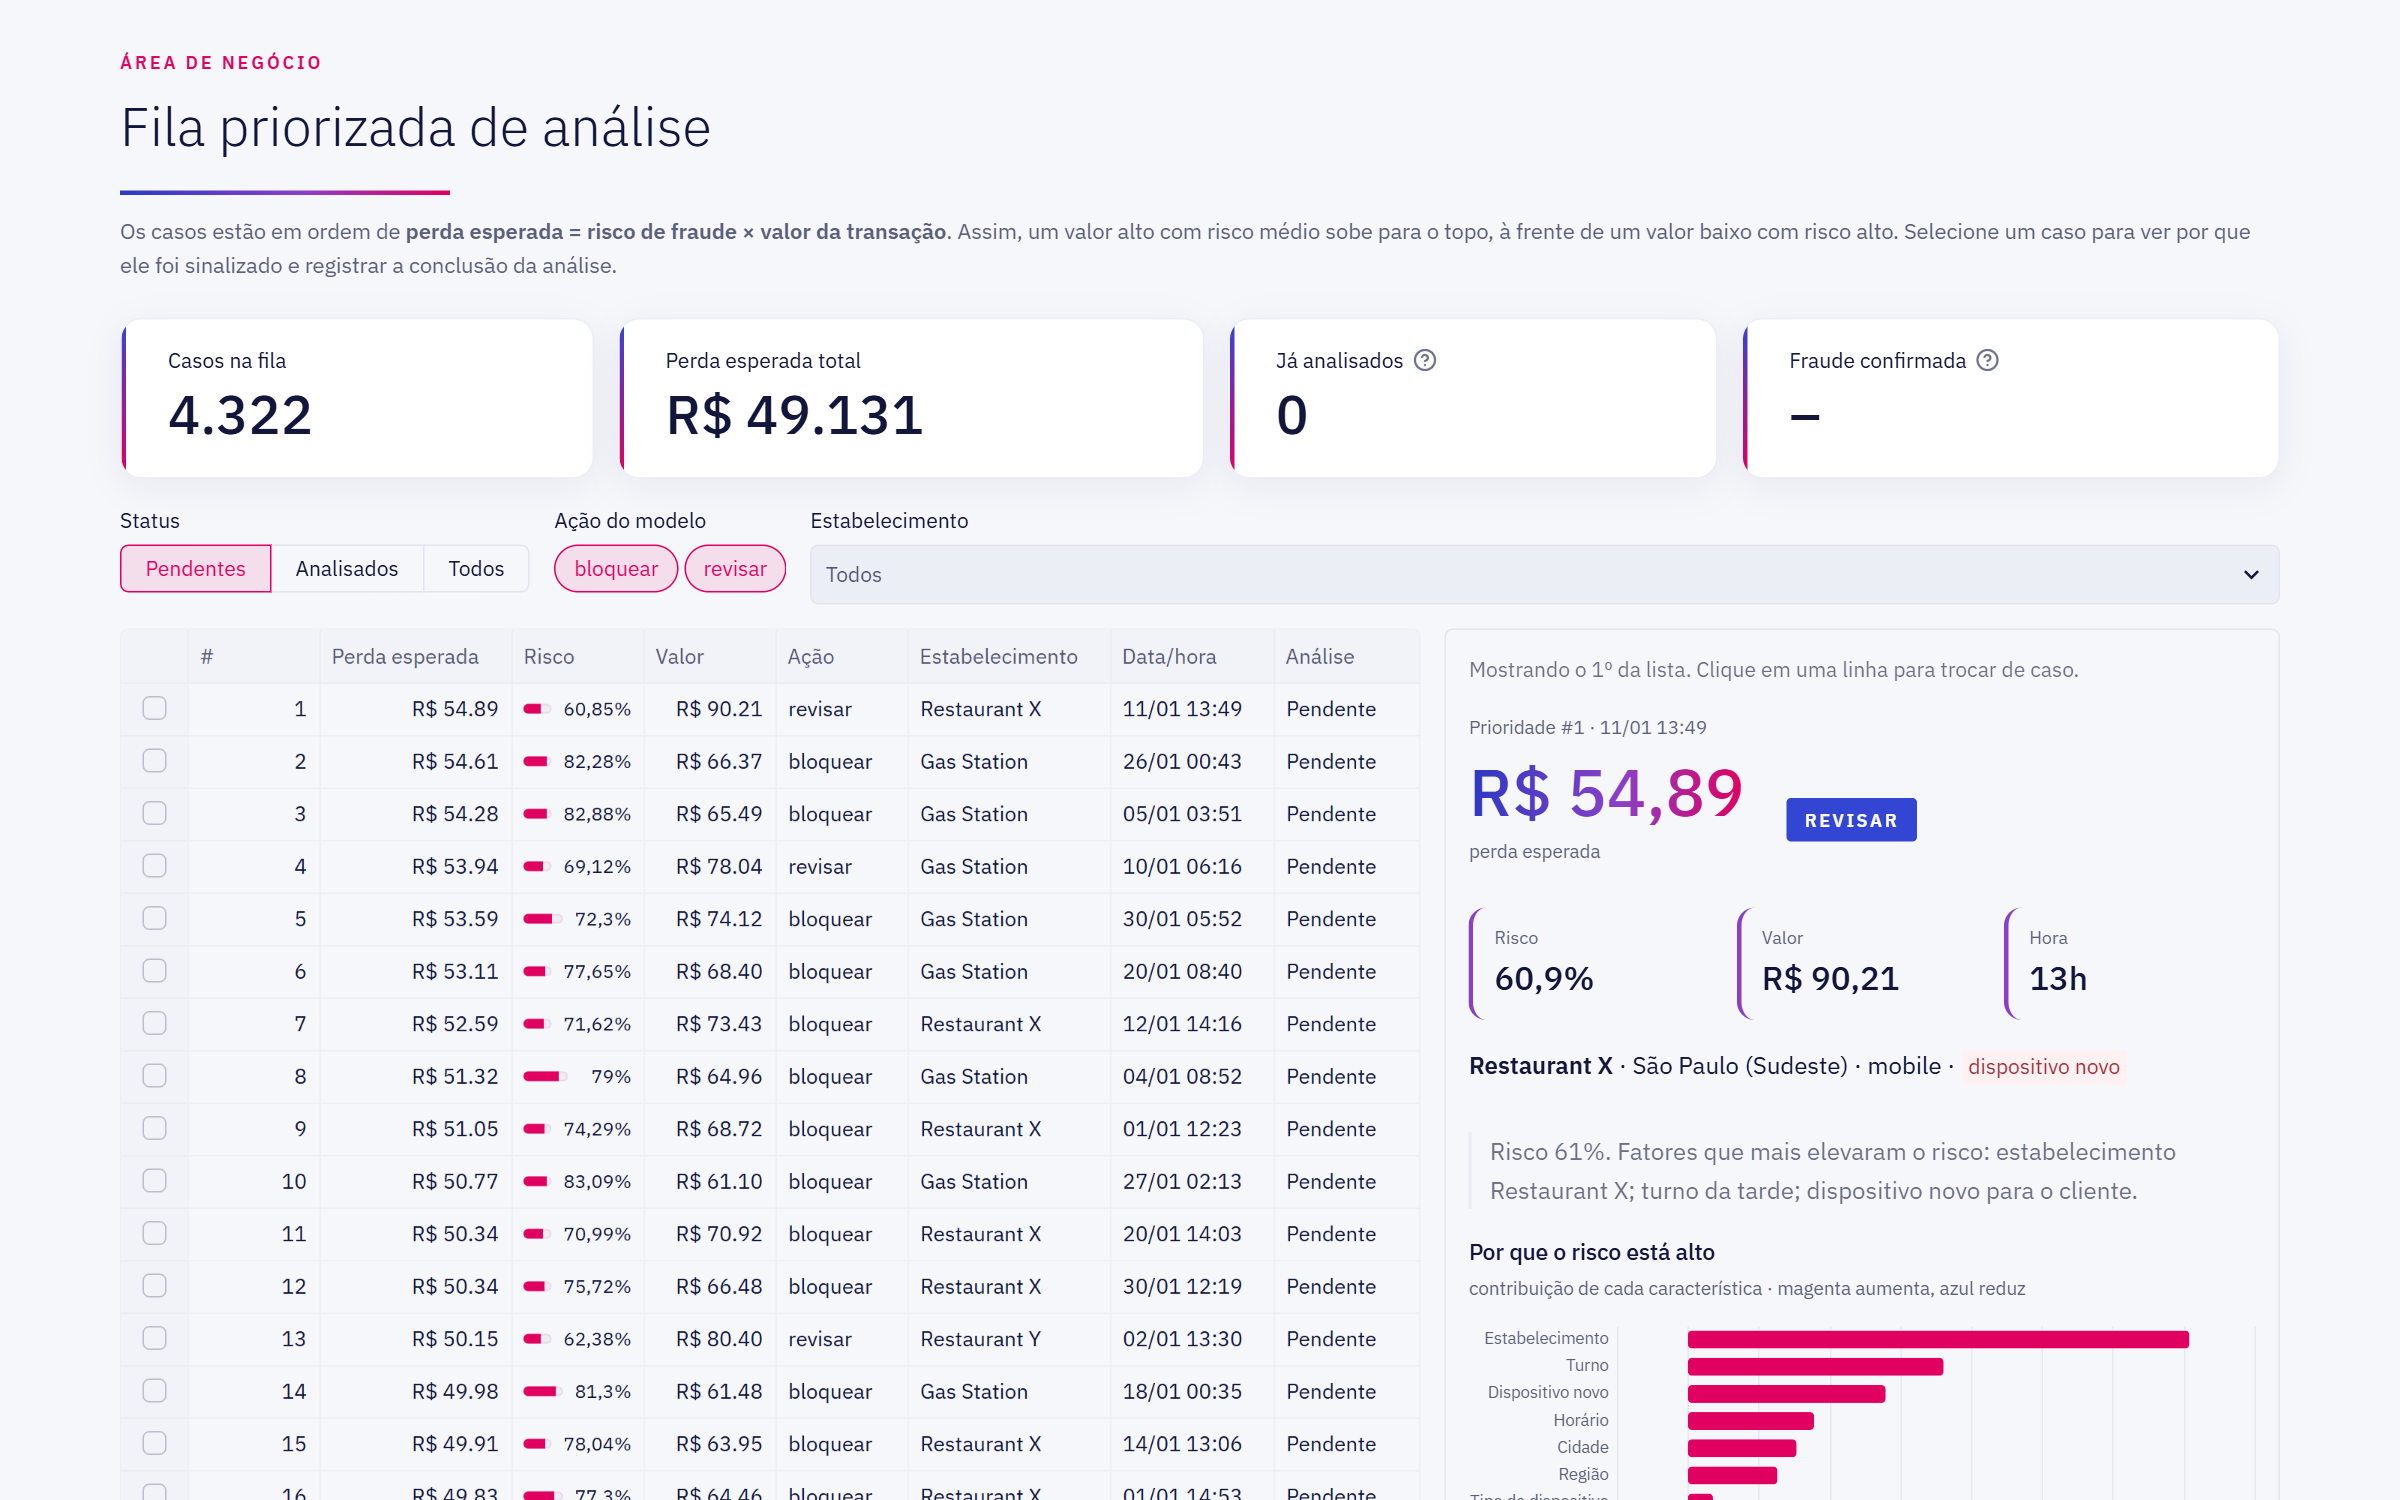 ÁREA DE NEGÓCIO
Fila priorizada de análise
Os casos estão em ordem de perda esperada = risco de fraude × valor da transação. Assim, um valor alto com risco médio sobe para o topo, à frente de um valor baixo com risco alto. Selecione um caso para ver por que
ele foi sinalizado e registrar a conclusão da análise.
Casos na fila
4.322
Perda esperada total
R$ 49.131
Já analisados
0
Fraude confirmada
–
Status
Pendentes Analisados Todos
Ação do modelo
bloquear revisar
Estabelecimento
Todos
# Perda esperada Risco Valor Ação Estabelecimento Data/hora Análise
1 R$ 54.89 60,85% R$ 90.21 revisar Restaurant X 11/01 13:49 Pendente
2 R$ 54.61 82,28% R$ 66.37 bloquear Gas Station 26/01 00:43 Pendente
3 R$ 54.28 82,88% R$ 65.49 bloquear Gas Station 05/01 03:51 Pendente
4 R$ 53.94 69,12% R$ 78.04 revisar Gas Station 10/01 06:16 Pendente
5 R$ 53.59 72,3% R$ 74.12 bloquear Gas Station 30/01 05:52 Pendente
6 R$ 53.11 77,65% R$ 68.40 bloquear Gas Station 20/01 08:40 Pendente
7 R$ 52.59 71,62% R$ 73.43 bloquear Restaurant X 12/01 14:16 Pendente
8 R$ 51.32 79% R$ 64.96 bloquear Gas Station 04/01 08:52 Pendente
9 R$ 51.05 74,29% R$ 68.72 bloquear Restaurant X 01/01 12:23 Pendente
10 R$ 50.77 83,09% R$ 61.10 bloquear Gas Station 27/01 02:13 Pendente
11 R$ 50.34 70,99% R$ 70.92 bloquear Restaurant X 20/01 14:03 Pendente
12 R$ 50.34 75,72% R$ 66.48 bloquear Restaurant X 30/01 12:19 Pendente
13 R$ 50.15 62,38% R$ 80.40 revisar Restaurant Y 02/01 13:30 Pendente
14 R$ 49.98 81,3% R$ 61.48 bloquear Gas Station 18/01 00:35 Pendente
15 R$ 49.91 78,04% R$ 63.95 bloquear Restaurant X 14/01 13:06 Pendente
16 R$ 49.83 77,3% R$ 64.46 bloquear Restaurant X 01/01 14:53 Pendente
Mostrando o 1º da lista. Clique em uma linha para trocar de caso.
Prioridade #1 · 11/01 13:49
R$ 54,89
REVISAR
perda esperada
Risco
60,9%
Valor
R$ 90,21
Hora
13h
Restaurant X · São Paulo (Sudeste) · mobile · dispositivo novo
Risco 61%. Fatores que mais elevaram o risco: estabelecimento
Restaurant X; turno da tarde; dispositivo novo para o cliente.
Por que o risco está alto
contribuição de cada característica · magenta aumenta, azul reduz
Estabelecimento
Turno
Dispositivo novo
Horário
Cidade
Região
Tipo de dispositivo